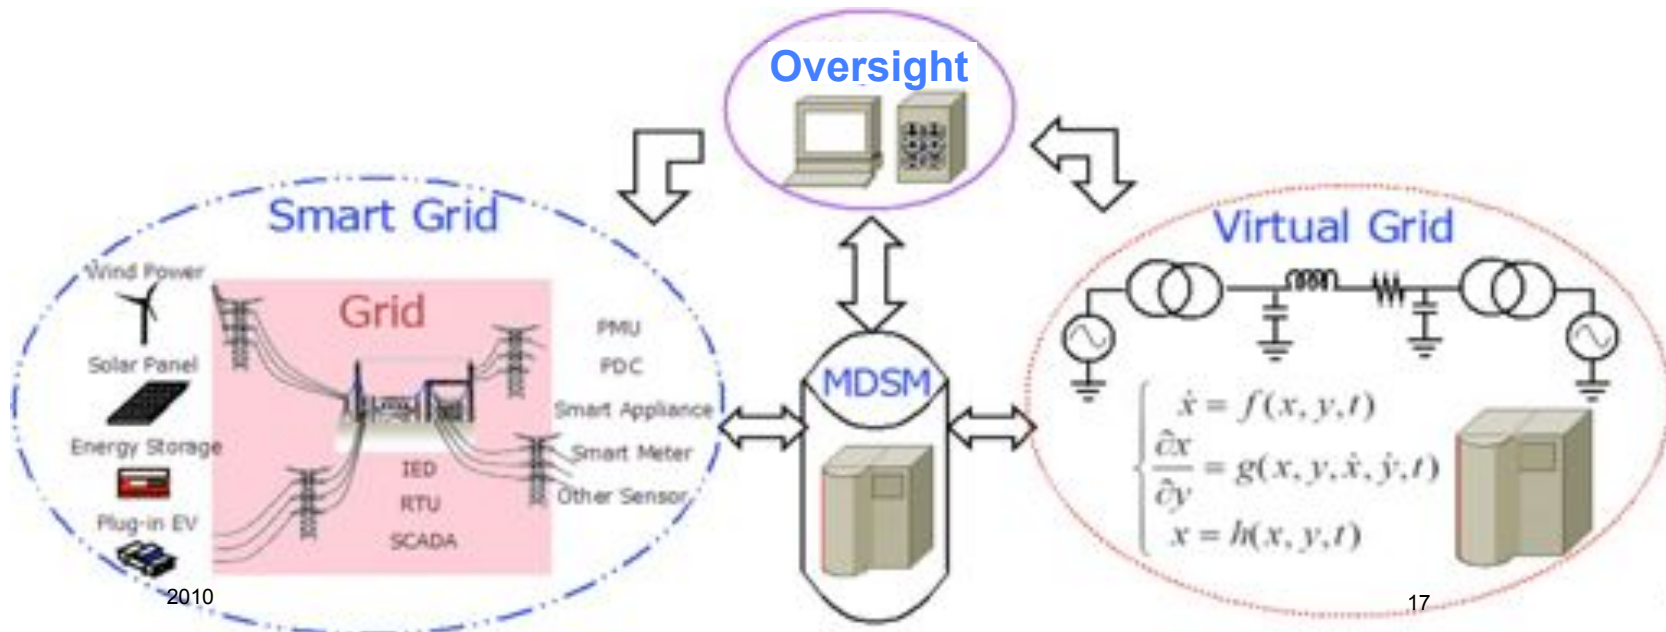 Oversight
Smart Grid
Wind Power
Solar Panel
Energy Storage
Plug-in EV
Grid
IED
RTU
SCADA
PMU
PDC
Smart Appliance
Smart Meter
Other Sensor
2010
MDSM
Virtual Grid
ẋ = f(x, y, t)
∂x/∂y = g(x, y, ẋ, ẏ, t)
x = h(x, y, t)
17